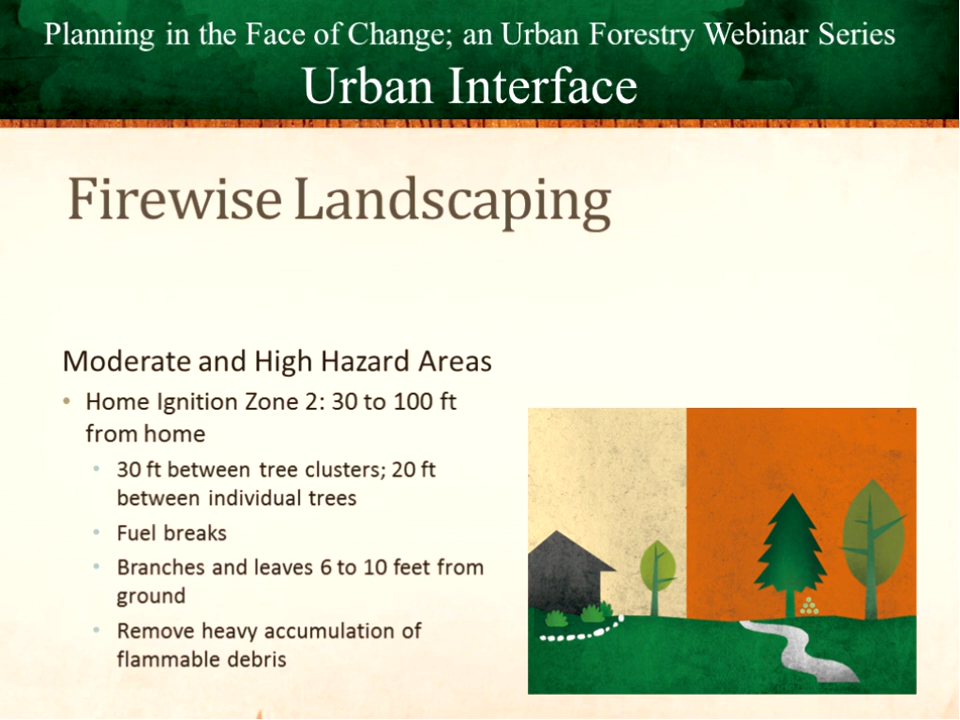 Planning in the Face of Change; an Urban Forestry Webinar Series
Urban Interface
Firewise Landscaping
Moderate and High Hazard Areas
• Home Ignition Zone 2: 30 to 100 ft
from home
• 30 ft between tree clusters; 20 ft
between individual trees
• Fuel breaks
• Branches and leaves 6 to 10 feet from
ground
• Remove heavy accumulation of
flammable debris